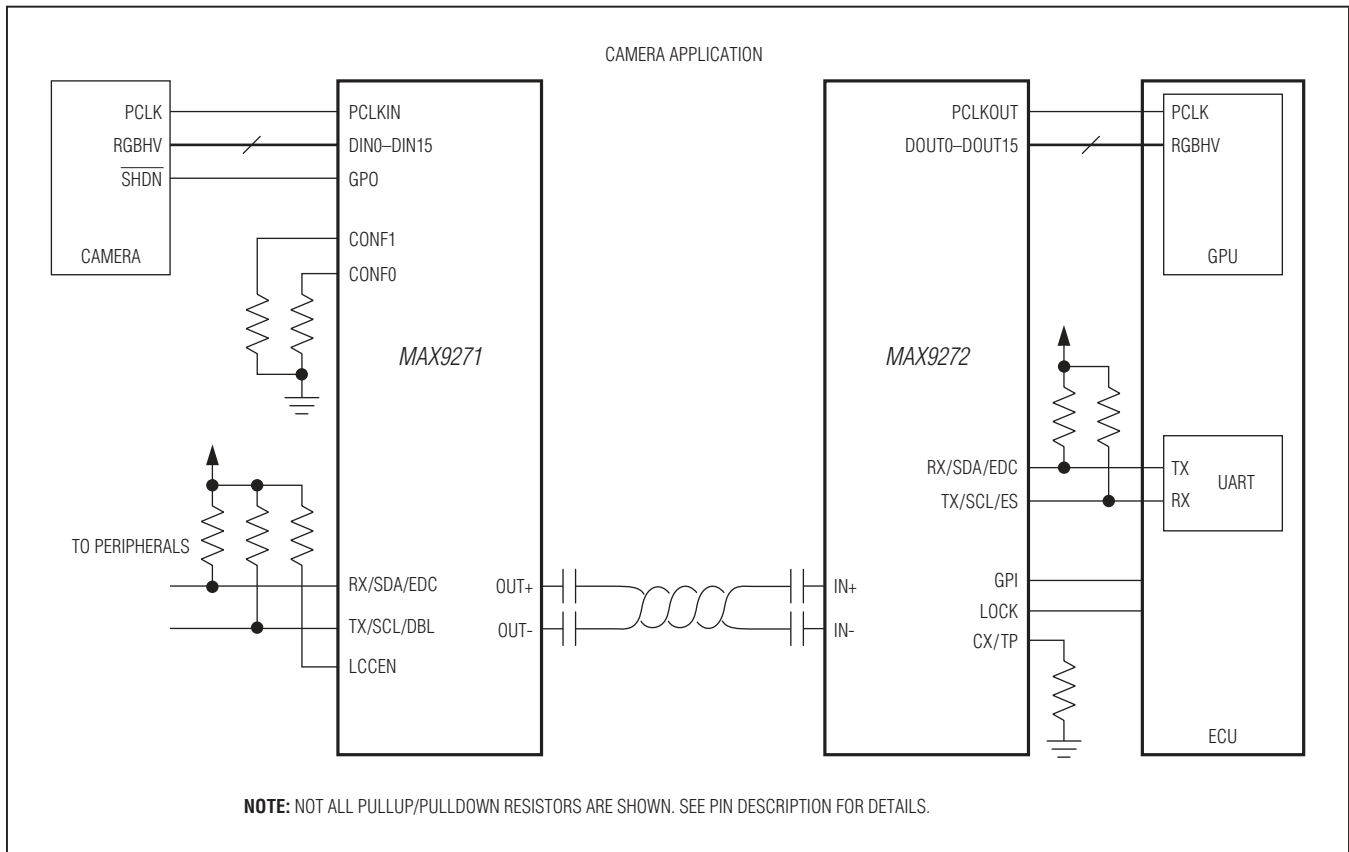 CAMERA APPLICATION
PCLK
RGBHV
SHDN
CAMERA
PCLKIN
DIN0–DIN15
GPO
CONF1
CONF0
MAX9271
TO PERIPHERALS
RX/SDA/EDC
TX/SCL/DBL
LCCEN
OUT+
OUT-
IN+
IN-
MAX9272
PCLKOUT
DOUT0–DOUT15
RX/SDA/EDC
TX/SCL/ES
GPI
LOCK
CX/TP
PCLK
RGBHV
GPU
TX
RX
UART
ECU
NOTE: NOT ALL PULLUP/PULLDOWN RESISTORS ARE SHOWN. SEE PIN DESCRIPTION FOR DETAILS.